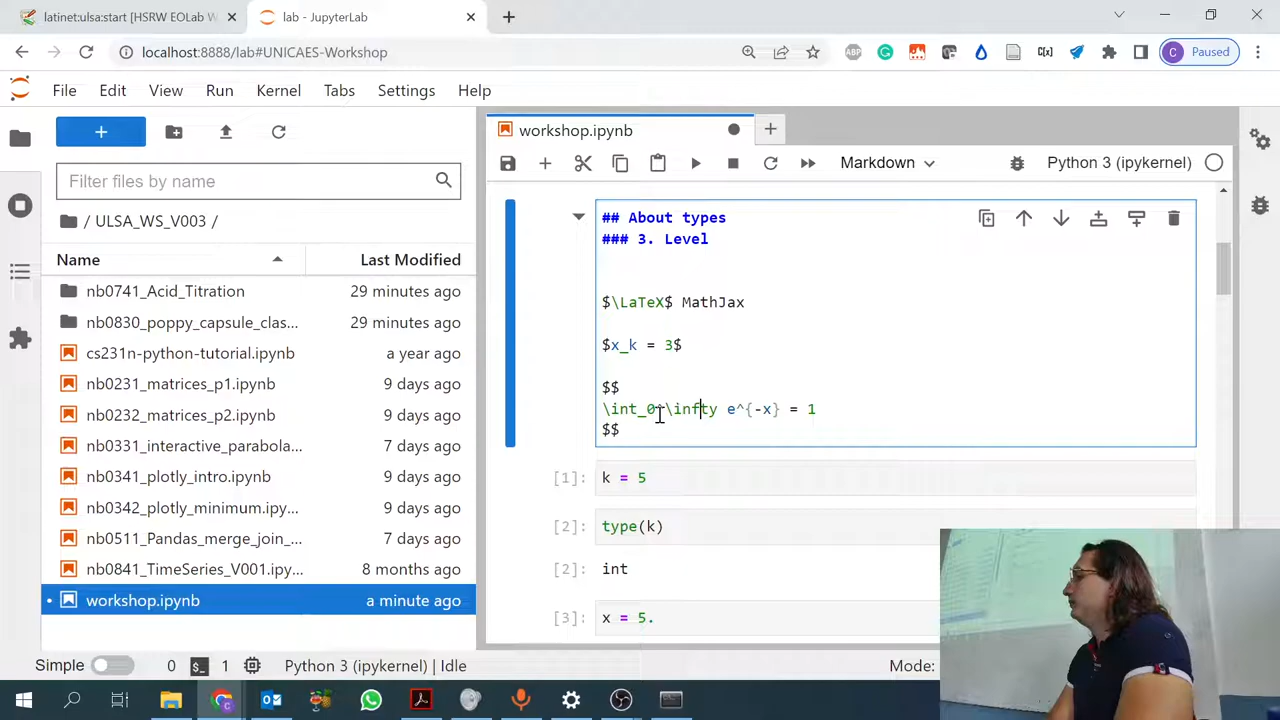 latinet:ulsa:start [HSRW EOLab W
lab - JupyterLab
localhost:8888/lab#UNICAES-Workshop
ABP
C[x]
C Paused
File Edit View Run Kernel Tabs Settings Help
workshop.ipynb
Filter files by name
Markdown
Python 3 (ipykernel)
/ ULSA_WS_V003 /
Name Last Modified
nb0741_Acid_Titration 29 minutes ago
nb0830_poppy_capsule_clas... 29 minutes ago
cs231n-python-tutorial.ipynb a year ago
nb0231_matrices_p1.ipynb 9 days ago
nb0232_matrices_p2.ipynb 9 days ago
nb0331_interactive_parabola... 7 days ago
nb0341_plotly_intro.ipynb 9 days ago
nb0342_plotly_minimum.ipy... 9 days ago
nb0511_Pandas_merge_join_... 7 days ago
nb0841_TimeSeries_V001.ipy... 8 months ago
workshop.ipynb a minute ago
## About types
### 3. Level
$\LaTeX$ MathJax
$x_k = 3$
$$
\int_0^\infty e^{-x} = 1
$$
[1]: k = 5
[2]: type(k)
[2]: int
[3]: x = 5.
Simple 0 1 Python 3 (ipykernel) | Idle
Mode: